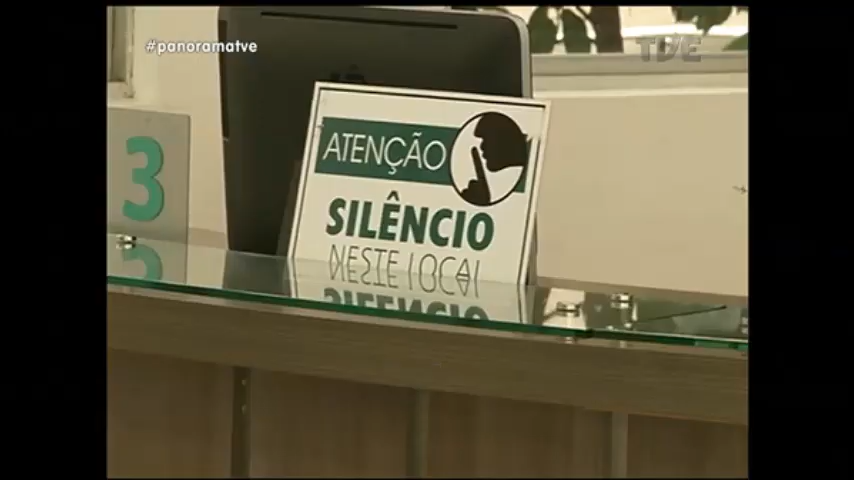 #panoramatve
TVE
3
ATENÇÃO
SILÊNCIO
NESTE LOCAL